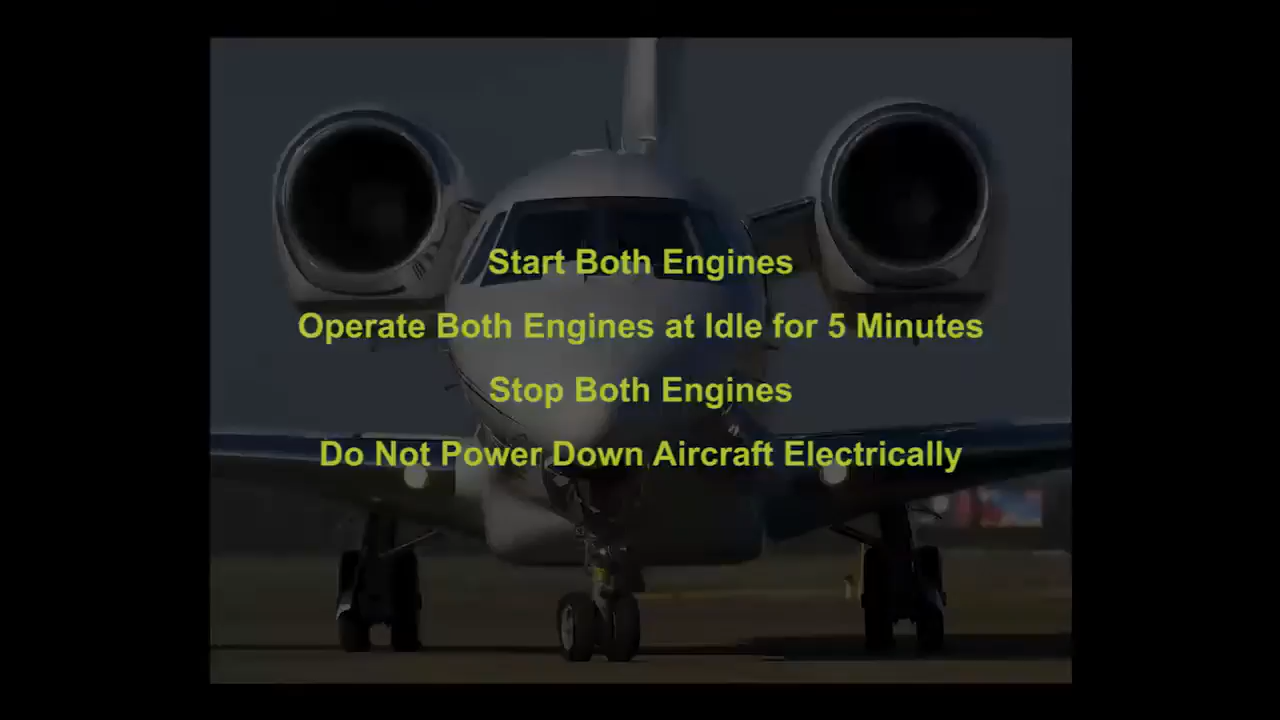 Start Both Engines
Operate Both Engines at Idle for 5 Minutes
Stop Both Engines
Do Not Power Down Aircraft Electrically